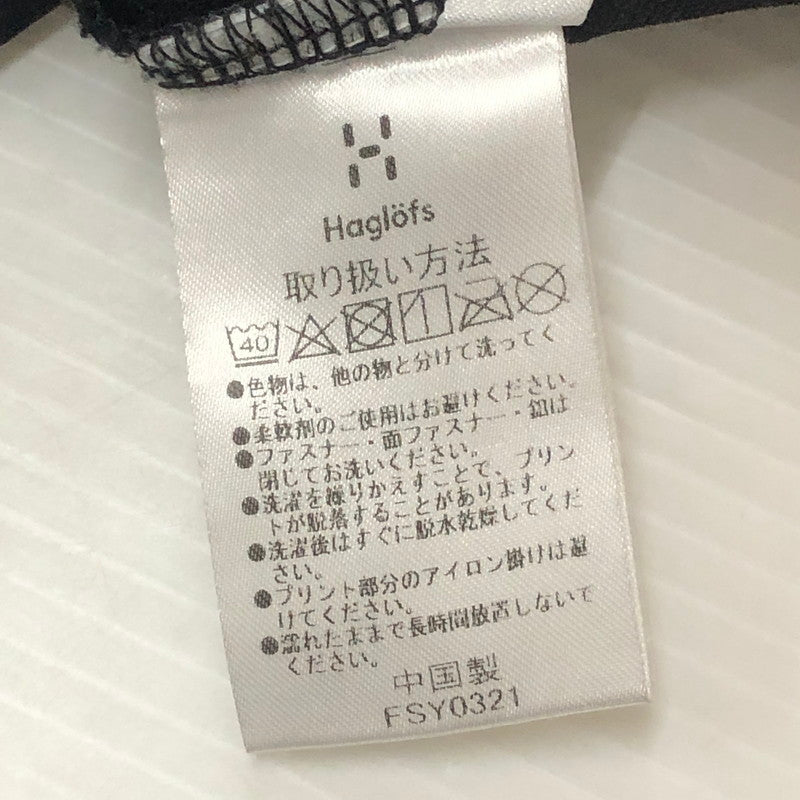 Haglöfs
取り扱い方法
40
●色物は、他の物と分けて洗ってく
ださい。
●柔軟剤のご使用はお避けください。
●ファスナー・面ファスナー・釦は
閉じてお洗いください。
●洗濯を繰りかえすことで、プリン
トが脱落することがあります。
●洗濯後はすぐに脱水乾燥してくだ
さい。
●プリント部分のアイロン掛けは避
けてください。
●濡れたままで長時間放置しないで
ください。
中国製
FSY0321